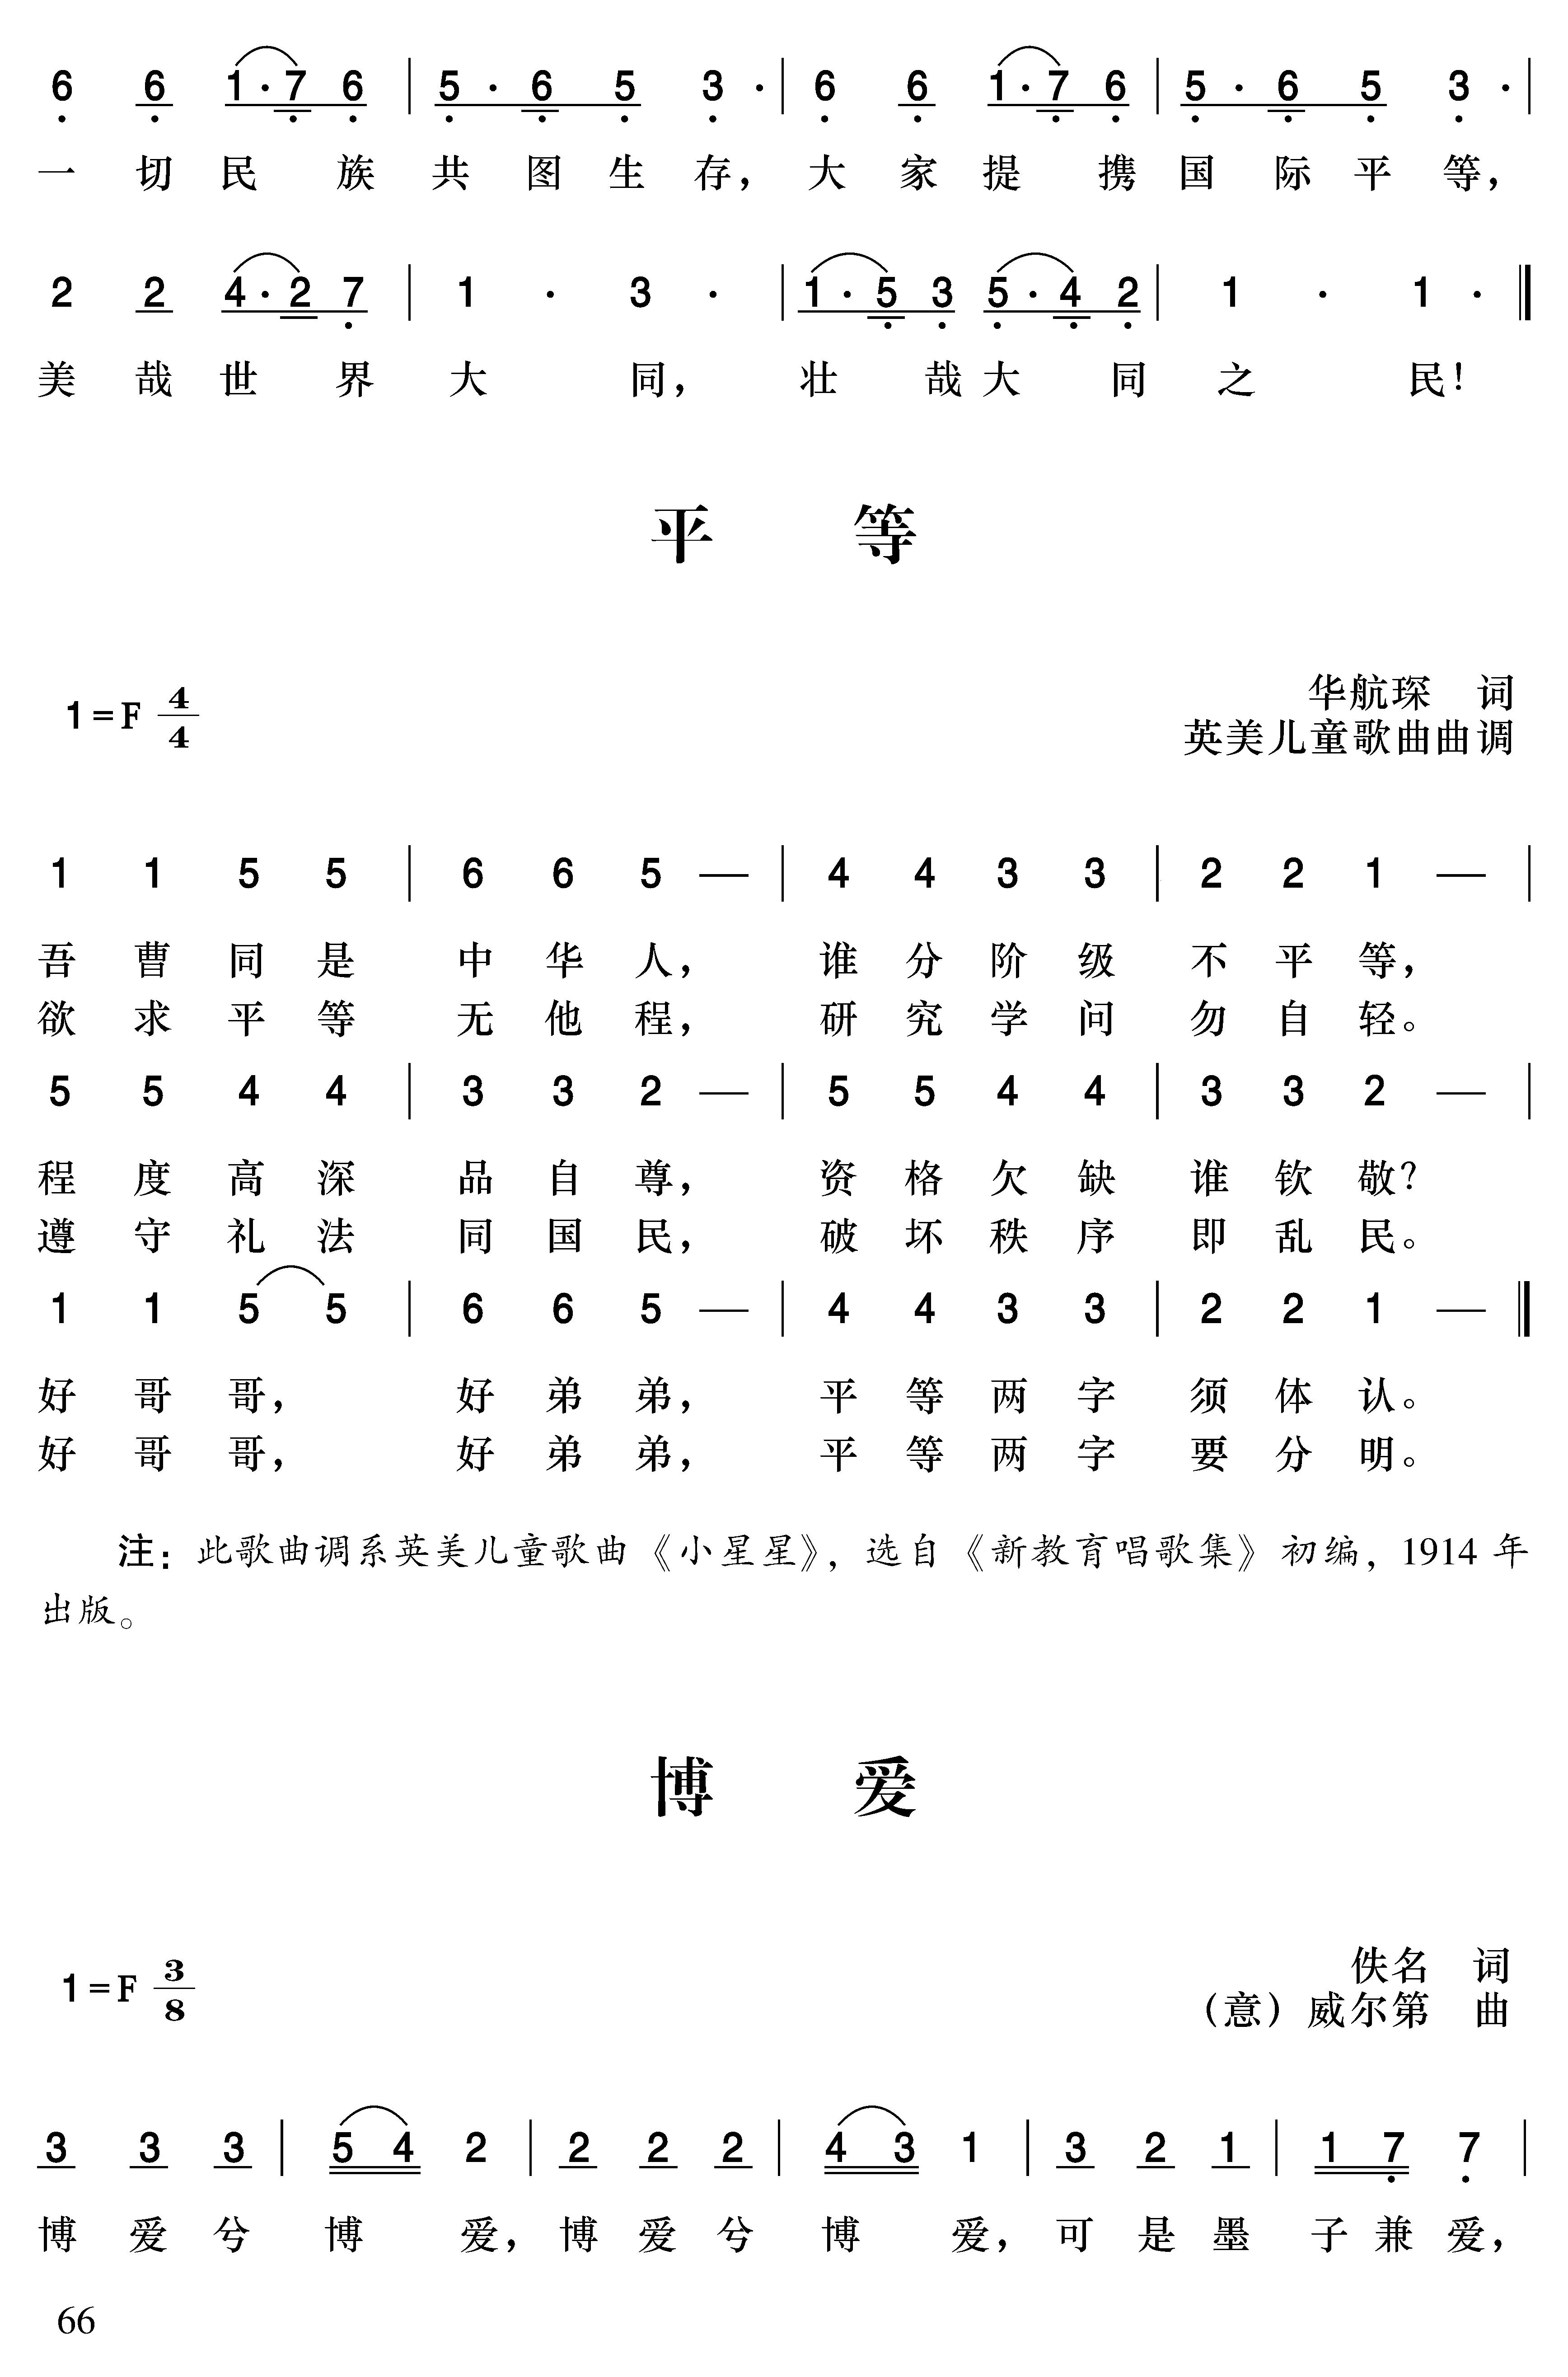 6 6 1·7 6 | 5·6 5 3· | 6 6 1·7 6 | 5·6 5 3· |
一 切 民 族 共 图 生 存， 大 家 提 携 国 际 平 等，
2 2 4·2 7 | 1 · 3 · | 1·5 3 5·4 2 | 1 · 1 · ‖
美 哉 世 界 大 同， 壮 哉 大 同 之 民！
平 等
华航琛 词
1=F 4/4
英美儿童歌曲曲调
1 1 5 5 | 6 6 5 — | 4 4 3 3 | 2 2 1 — |
吾 曹 同 是 中 华 人， 谁 分 阶 级 不 平 等，
欲 求 平 等 无 他 程， 研 究 学 问 勿 自 轻。
5 5 4 4 | 3 3 2 — | 5 5 4 4 | 3 3 2 — |
程 度 高 深 品 自 尊， 资 格 欠 缺 谁 钦 敬？
遵 守 礼 法 同 国 民， 破 坏 秩 序 即 乱 民。
1 1 5 5 | 6 6 5 — | 4 4 3 3 | 2 2 1 — ‖
好 哥 哥， 好 弟 弟， 平 等 两 字 须 体 认。
好 哥 哥， 好 弟 弟， 平 等 两 字 要 分 明。
注：此歌曲调系英美儿童歌曲《小星星》，选自《新教育唱歌集》初编，1914 年
出版。
博 爱
佚名 词
1=F 3/8
（意）威尔第 曲
3 3 3 | 5 4 2 | 2 2 2 | 4 3 1 | 3 2 1 | 1 7 7 |
博 爱 兮 博 爱， 博 爱 兮 博 爱， 可 是 墨 子 兼 爱，
66